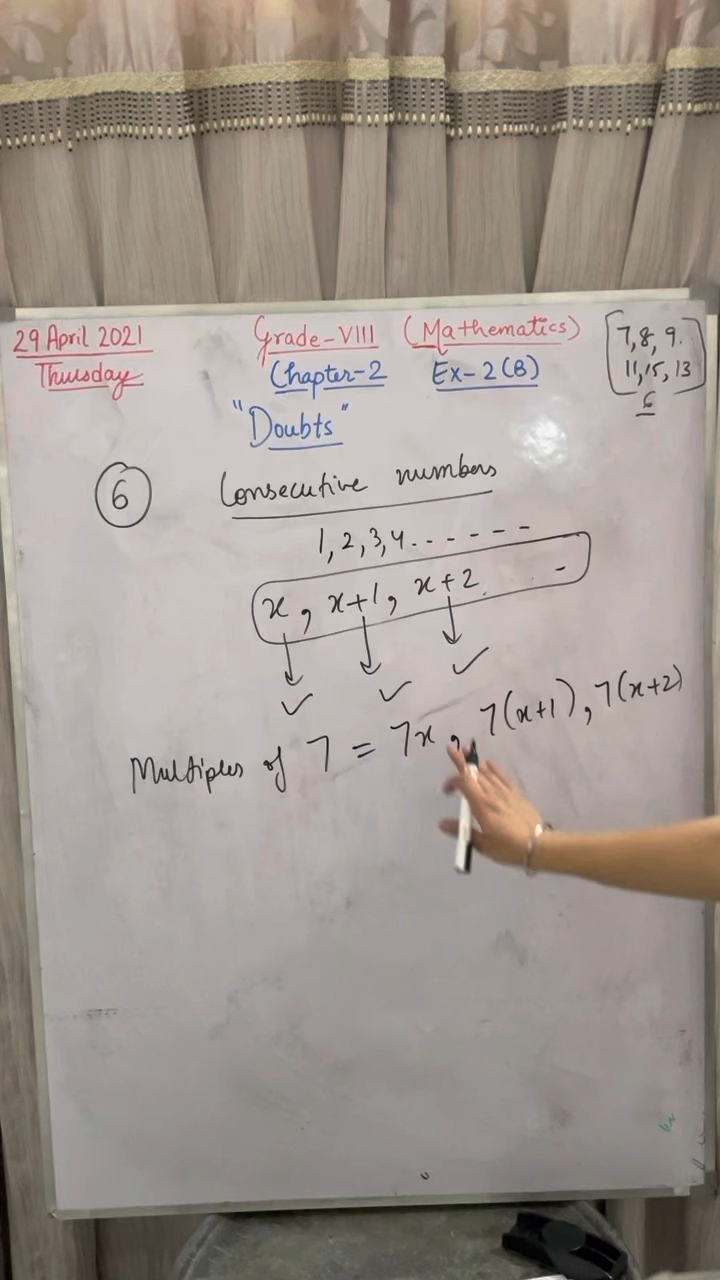 29 April 2021
Thursday
Grade-VIII (Mathematics)
Chapter-2 Ex-2(B)
"Doubts"
7, 8, 9.
11, 15, 13
6
6 Consecutive numbers
1, 2, 3, 4.......
x, x+1, x+2.
Multiples of 7 = 7x, 7(x+1), 7(x+2)